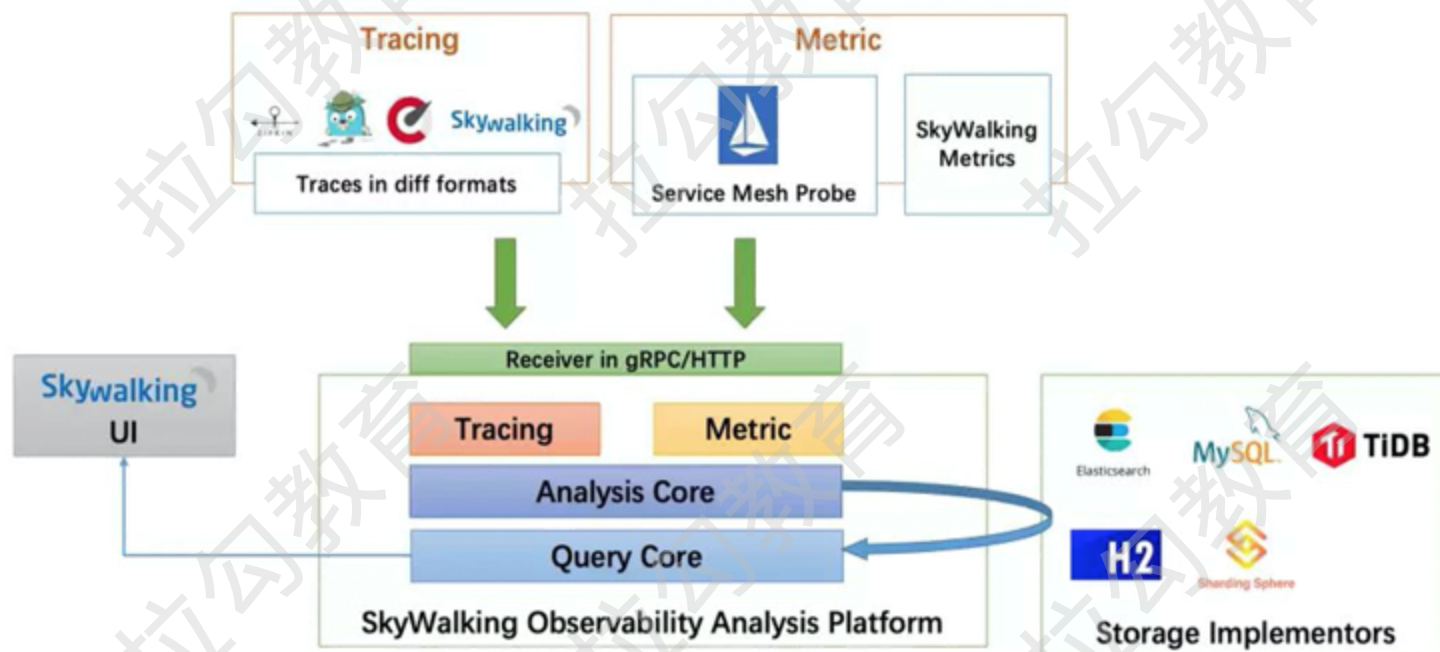 Tracing
Metric
ZIPKIN
Skywalking
Traces in diff formats
Service Mesh Probe
SkyWalking
Metrics
Receiver in gRPC/HTTP
Skywalking
UI
Tracing
Metric
Analysis Core
Query Core
SkyWalking Observability Analysis Platform
Elasticsearch
MySQL
TiDB
H2
Sharding Sphere
Storage Implementors
拉勾教育